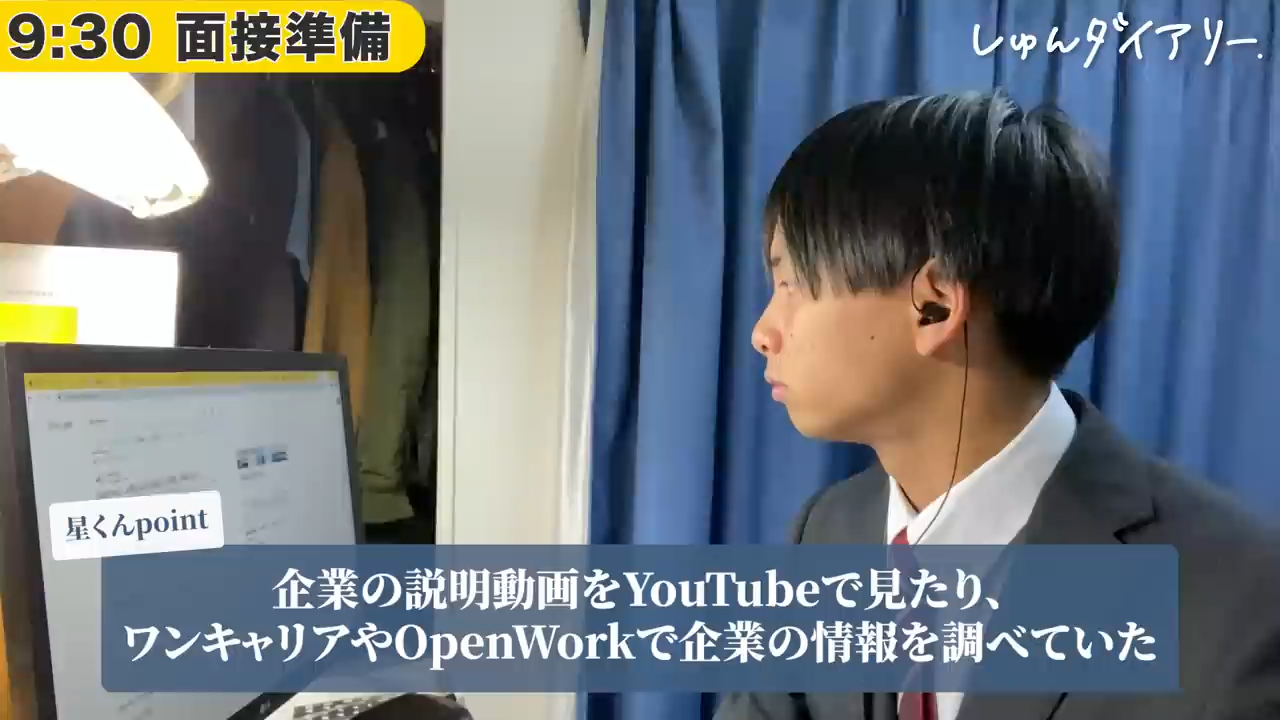 9:30 面接準備
しゅんダイアリー.
星くんpoint
企業の説明動画をYouTubeで見たり、
ワンキャリアやOpenWorkで企業の情報を調べていた